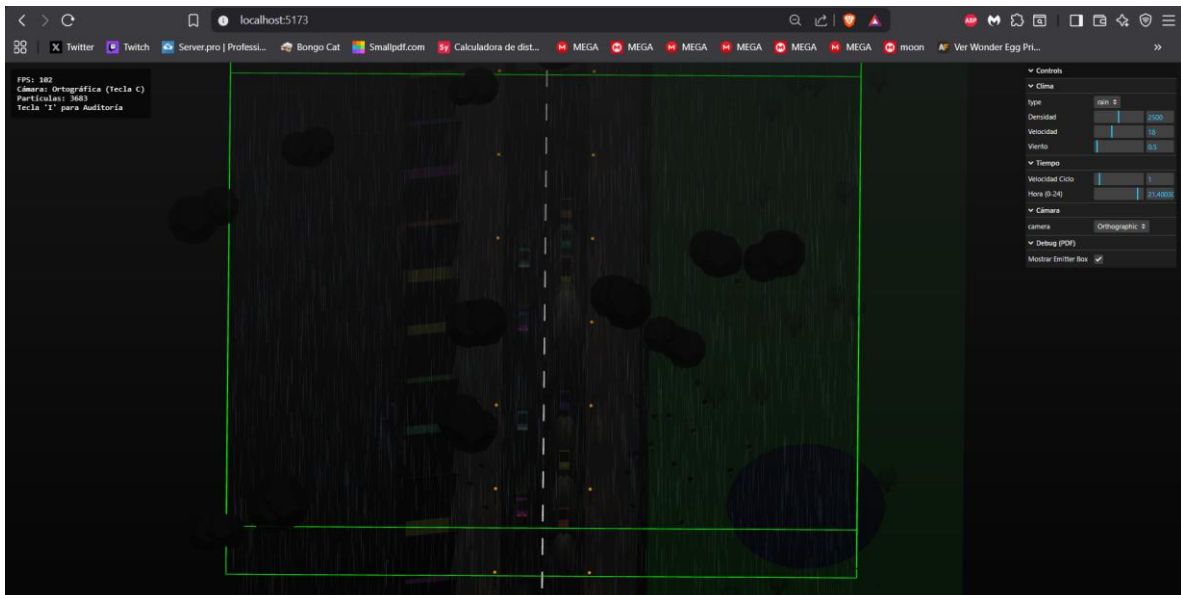 localhost:5173
X Twitter Twitch Server.pro | Professi... Bongo Cat Smallpdf.com Sy Calculadora de dist... MEGA MEGA MEGA MEGA MEGA MEGA moon Ver Wonder Egg Pri... »
FPS: 102
Cámara: Ortográfica (Tecla C)
Partículas: 3683
Tecla 'I' para Auditoría
Controls
Clima
type rain
Densidad 2500
Velocidad 18
Viento 0.5
Tiempo
Velocidad Ciclo 1
Hora (0-24)
Cámara
camera Orthographic
Debug (PDF)
Mostrar Emitter Box